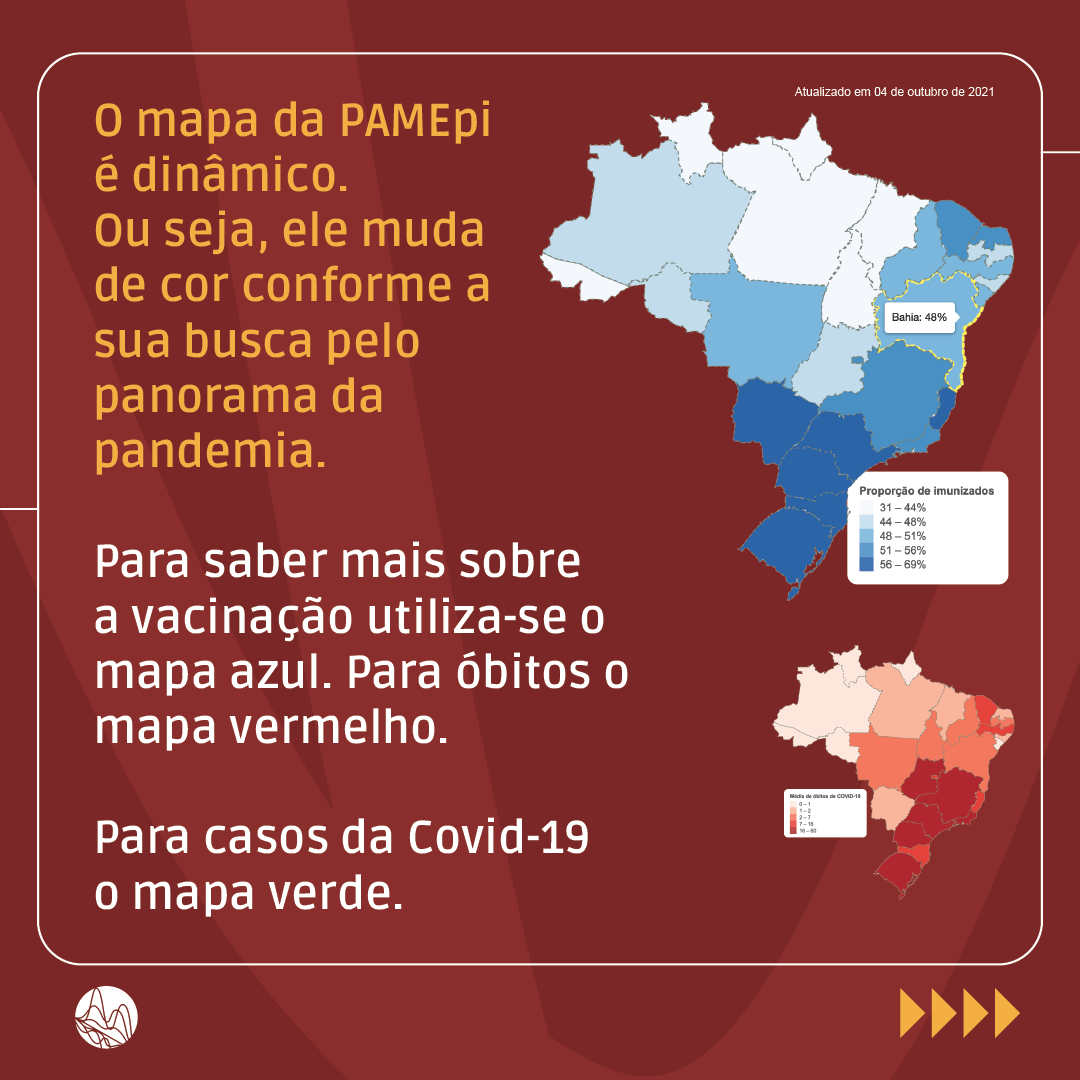 Atualizado em 04 de outubro de 2021
O mapa da PAMEpi
é dinâmico.
Ou seja, ele muda
de cor conforme a
sua busca pelo
panorama da
pandemia.
Bahia: 48%
Proporção de imunizados
31 – 44%
44 – 48%
48 – 51%
51 – 56%
56 – 69%
Para saber mais sobre
a vacinação utiliza-se o
mapa azul. Para óbitos o
mapa vermelho.
Média de óbitos de COVID-19
0 – 1
1 – 2
2 – 7
7 – 16
16 – 60
Para casos da Covid-19
o mapa verde.